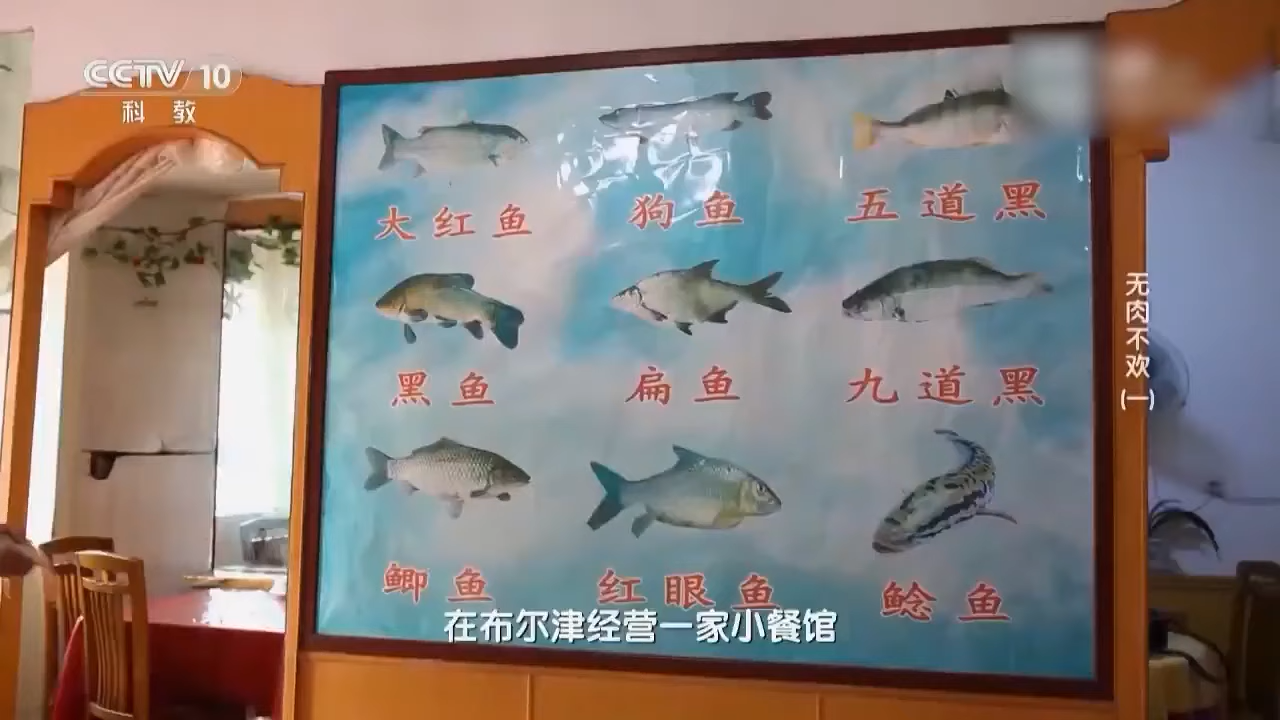 CCTV 10
科教
大红鱼
狗鱼
五道黑
黑鱼
扁鱼
九道黑
鲫鱼
红眼鱼
鲶鱼
无肉不欢(一)
在布尔津经营一家小餐馆